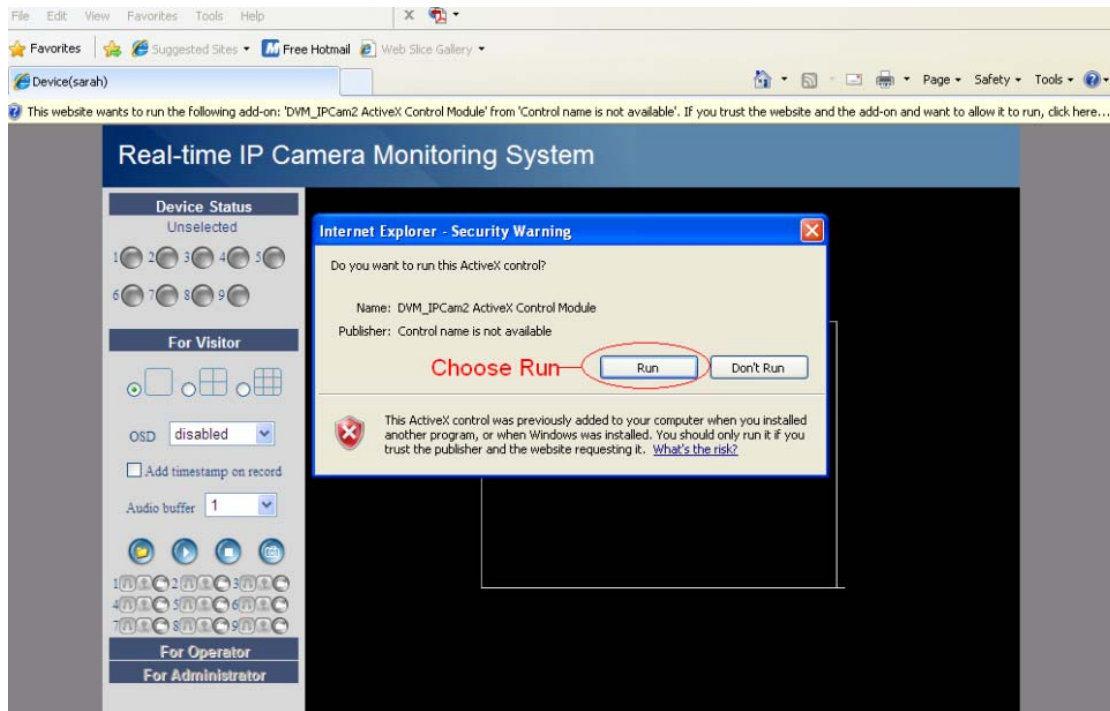 File Edit View Favorites Tools Help
Favorites Suggested Sites Free Hotmail Web Slice Gallery
Device(sarah) Page Safety Tools
This website wants to run the following add-on: 'DVM_IPCam2 ActiveX Control Module' from 'Control name is not available'. If you trust the website and the add-on and want to allow it to run, click here...
Real-time IP Camera Monitoring System
Device Status
Unselected
1 2 3 4 5
6 7 8 9
For Visitor
OSD disabled
Add timestamp on record
Audio buffer 1
1 2 3
4 5 6
7 8 9
For Operator
For Administrator
Internet Explorer - Security Warning
Do you want to run this ActiveX control?
Name: DVM_IPCam2 ActiveX Control Module
Publisher: Control name is not available
Choose Run Run Don't Run
This ActiveX control was previously added to your computer when you installed
another program, or when Windows was installed. You should only run it if you
trust the publisher and the website requesting it. What's the risk?